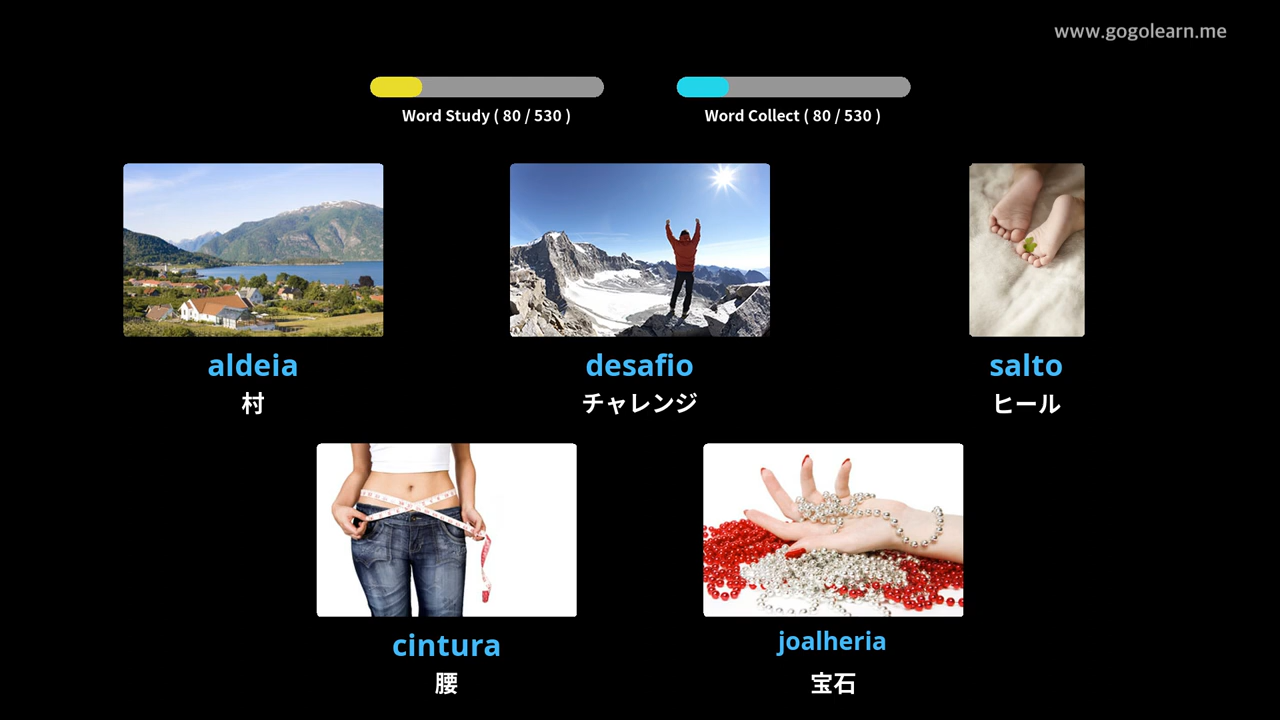 www.gogolearn.me
Word Study ( 80 / 530 )
Word Collect ( 80 / 530 )
aldeia
村
desafio
チャレンジ
salto
ヒール
cintura
腰
joalheria
宝石